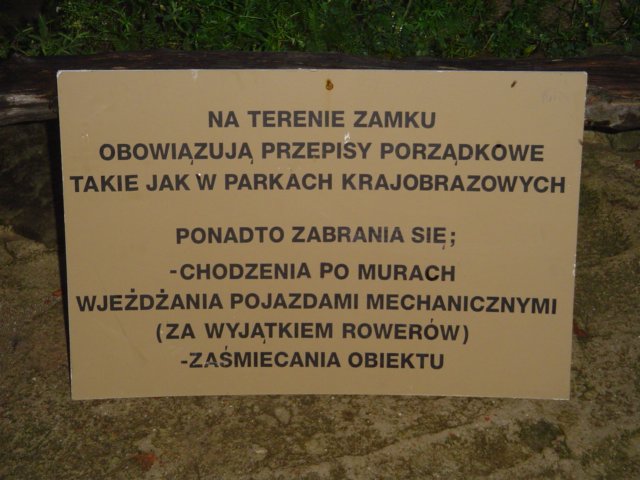 NA TERENIE ZAMKU
OBOWIĄZUJĄ PRZEPISY PORZĄDKOWE
TAKIE JAK W PARKACH KRAJOBRAZOWYCH
PONADTO ZABRANIA SIĘ;
-CHODZENIA PO MURACH
WJEŻDŻANIA POJAZDAMI MECHANICZNYMI
(ZA WYJĄTKIEM ROWERÓW)
-ZAŚMIECANIA OBIEKTU